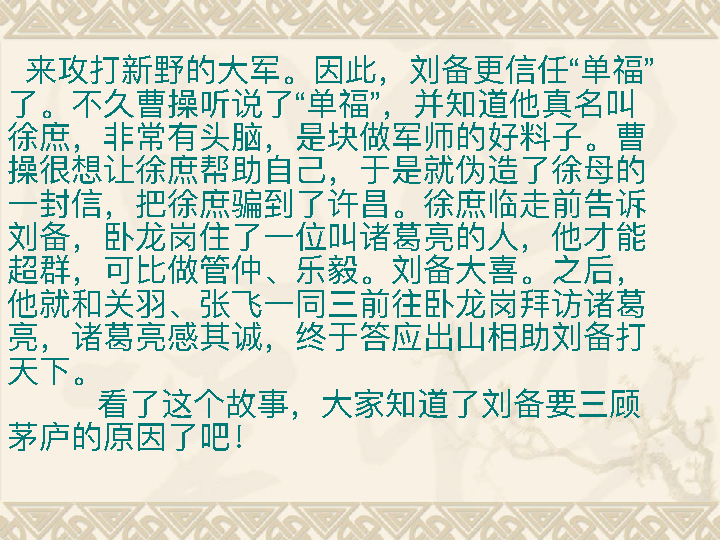 来攻打新野的大军。因此，刘备更信任“单福”
了。不久曹操听说了“单福”，并知道他真名叫
徐庶，非常有头脑，是块做军师的好料子。曹
操很想让徐庶帮助自己，于是就伪造了徐母的
一封信，把徐庶骗到了许昌。徐庶临走前告诉
刘备，卧龙岗住了一位叫诸葛亮的人，他才能
超群，可比做管仲、乐毅。刘备大喜。之后，
他就和关羽、张飞一同三前往卧龙岗拜访诸葛
亮，诸葛亮感其诚，终于答应出山相助刘备打
天下。
看了这个故事，大家知道了刘备要三顾
茅庐的原因了吧！